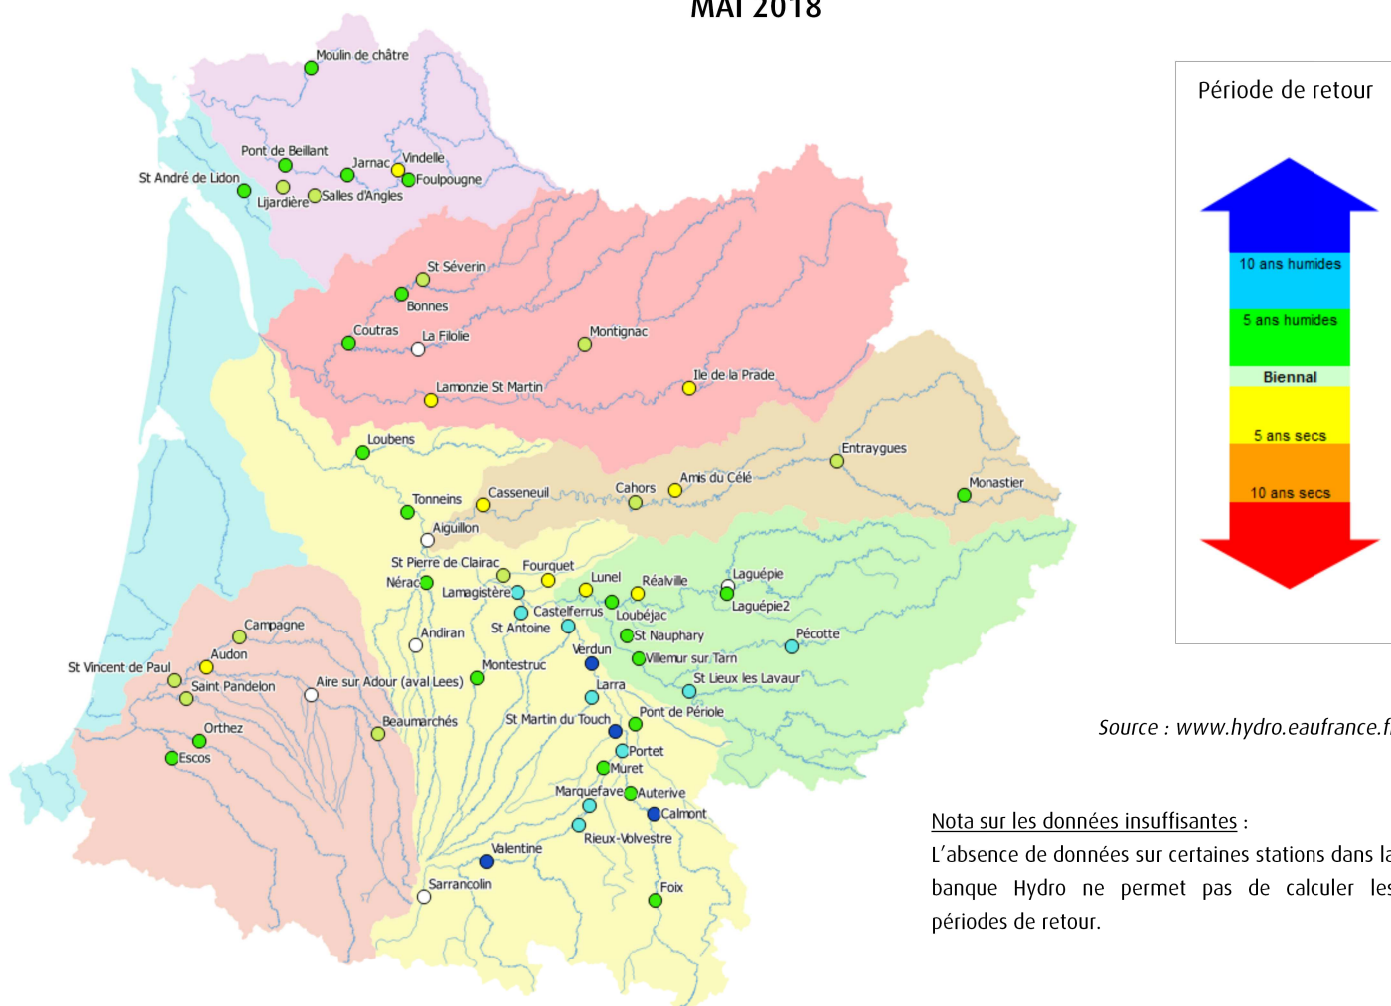 MAI 2018
Moulin de châtre
Pont de Beillant
Jarnac
Vindelle
St André de Lidon
Foulpougne
Lijardière
Salles d'Angles
St Séverin
Bonnes
Coutras
La Filolie
Montignac
Ile de la Prade
Lamonzie St Martin
Loubens
Entraygues
Amis du Célé
Monastier
Casseneuil
Cahors
Tonneins
Aiguillon
St Pierre de Clairac
Fourquet
Nérac
Lamagistère
Lunel
Réalville
Laguépie
Laguépie2
Castelferrus
Loubéjac
St Antoine
Campagne
Andiran
St Nauphary
Pécotte
Audon
Verdun
Villemur sur Tarn
St Vincent de Paul
Montestruc
Saint Pandelon
Aire sur Adour (aval Lees)
Larra
St Lieux les Lavaur
Beaumarchés
St Martin du Touch
Pont de Périole
Orthez
Escos
Portet
Muret
Marquefave
Auterive
Calmont
Rieux-Volvestre
Valentine
Sarrancolin
Foix
Période de retour
10 ans humides
5 ans humides
Biennal
5 ans secs
10 ans secs
Source : www.hydro.eaufrance.f
Nota sur les données insuffisantes :
L'absence de données sur certaines stations dans la
banque Hydro ne permet pas de calculer les
périodes de retour.